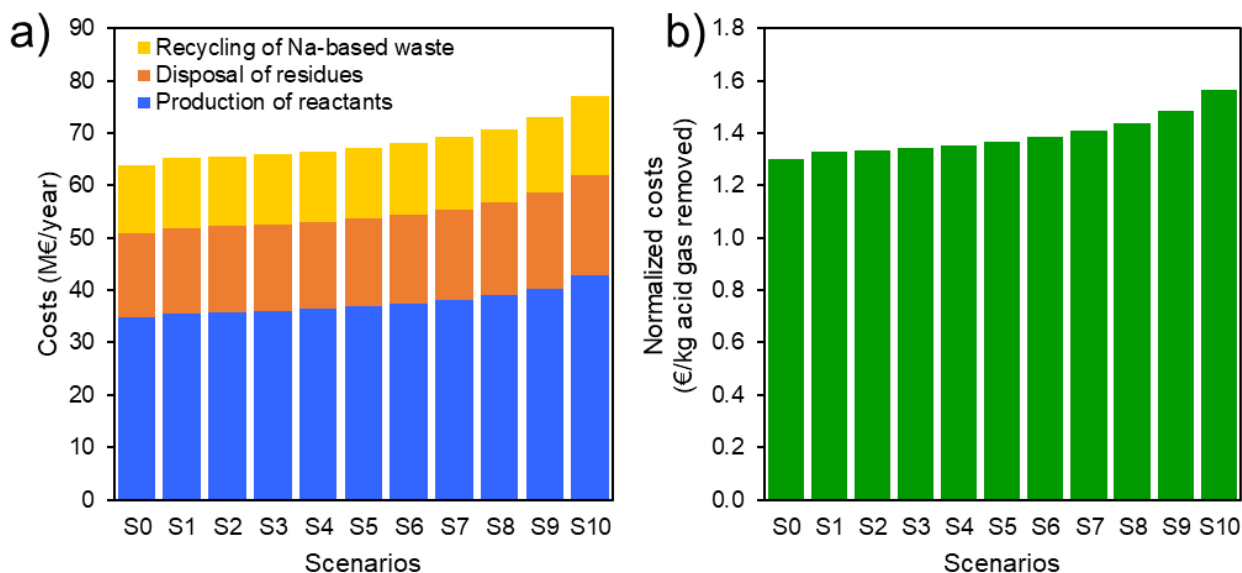 a)
Recycling of Na-based waste
Disposal of residues
Production of reactants
Costs (M€/year)
90
80
70
60
50
40
30
20
10
0
S0 S1 S2 S3 S4 S5 S6 S7 S8 S9 S10
Scenarios
b)
Normalized costs
(€/kg acid gas removed)
1.8
1.6
1.4
1.2
1.0
0.8
0.6
0.4
0.2
0.0
S0 S1 S2 S3 S4 S5 S6 S7 S8 S9 S10
Scenarios